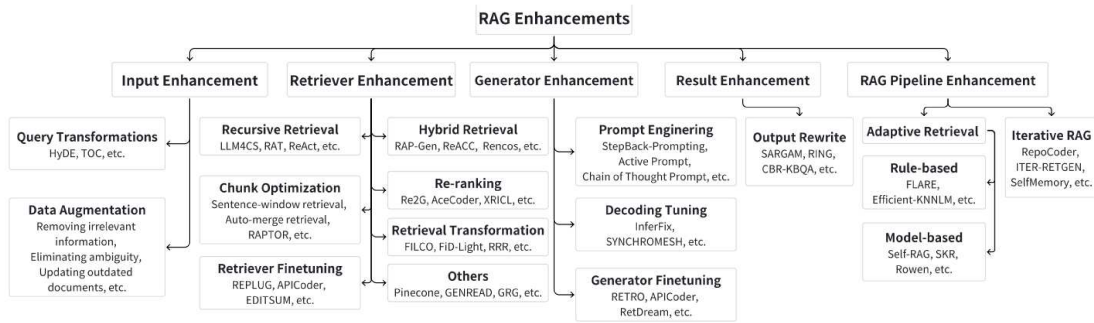 RAG Enhancements
Input Enhancement
Retriever Enhancement
Generator Enhancement
Result Enhancement
RAG Pipeline Enhancement
Query Transformations
HyDE, TOC, etc.
Data Augmentation
Removing irrelevant
information,
Eliminating ambiguity,
Updating outdated
documents, etc.
Recursive Retrieval
LLM4CS, RAT, ReAct, etc.
Chunk Optimization
Sentence-window retrieval,
Auto-merge retrieval,
RAPTOR, etc.
Retriever Finetuning
REPLUG, APICoder,
EDITSUM, etc.
Hybrid Retrieval
RAP-Gen, ReACC, Rencos, etc.
Re-ranking
Re2G, AceCoder, XRICL, etc.
Retrieval Transformation
FILCO, FiD-Light, RRR, etc.
Others
Pinecone, GENREAD, GRG, etc.
Prompt Enginering
StepBack-Prompting,
Active Prompt,
Chain of Thought Prompt, etc.
Decoding Tuning
InferFix,
SYNCHROMESH, etc.
Generator Finetuning
RETRO, APICoder,
RetDream, etc.
Output Rewrite
SARGAM, RING,
CBR-KBQA, etc.
Adaptive Retrieval
Rule-based
FLARE,
Efficient-KNNLM, etc.
Model-based
Self-RAG, SKR,
Rowen, etc.
Iterative RAG
RepoCoder,
ITER-RETGEN,
SelfMemory, etc.